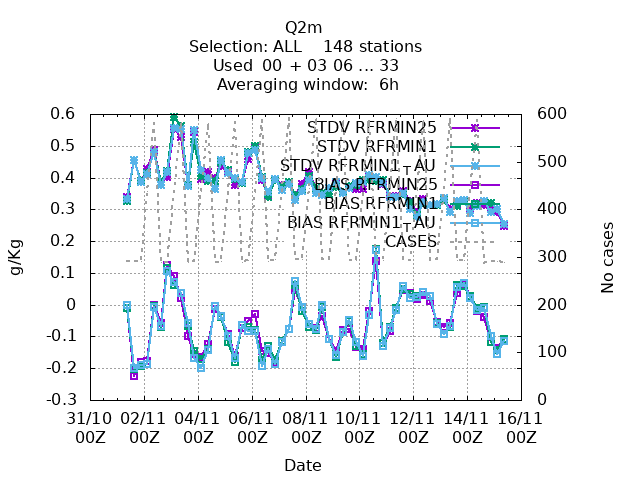 Q2m
Selection: ALL    148 stations
Used  00 + 03 06 ... 33
Averaging window:  6h
0.6
0.5
0.4
0.3
0.2
0.1
0
-0.1
-0.2
-0.3
g/Kg
600
500
400
300
200
100
0
No cases
STDV RFRMIN25
STDV RFRMIN1
STDV RFRMIN1_AU
BIAS RFRMIN25
BIAS RFRMIN1
BIAS RFRMIN1_AU
CASES
31/10 02/11 04/11 06/11 08/11 10/11 12/11 14/11 16/11
00Z 00Z 00Z 00Z 00Z 00Z 00Z 00Z 00Z
Date